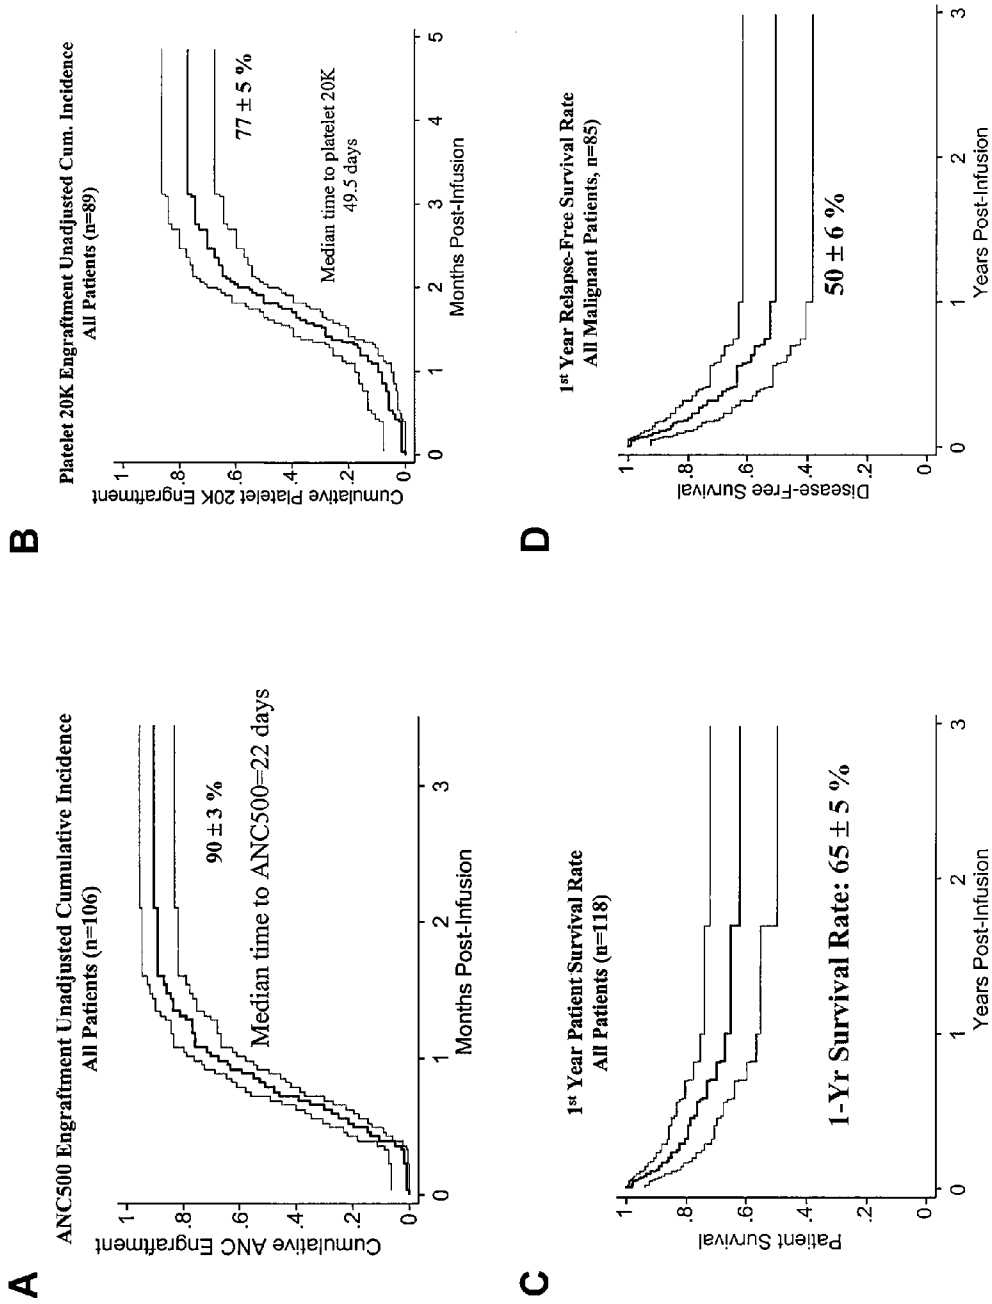 A
ANC500 Engraftment Unadjusted Cumulative Incidence
All Patients (n=106)
Cumulative ANC Engraftment
1
.8
.6
.4
.2
0
90 ± 3 %
Median time to ANC500=22 days
0
1
2
3
Months Post-Infusion
B
Platelet 20K Engraftment Unadjusted Cum. Incidence
All Patients (n=89)
Cumulative Platelet 20K Engraftment
1
.8
.6
.4
.2
0
77 ± 5 %
Median time to platelet 20K
49.5 days
0
1
2
3
4
5
Months Post-Infusion
C
1st Year Patient Survival Rate
All Patients (n=118)
Patient Survival
1
.8
.6
.4
.2
0
1-Yr Survival Rate: 65 ± 5 %
0
1
2
3
Years Post-Infusion
D
1st Year Relapse-Free Survival Rate
All Malignant Patients, n=85)
Disease-Free Survival
1
.8
.6
.4
.2
0
50 ± 6 %
0
1
2
3
Years Post-Infusion